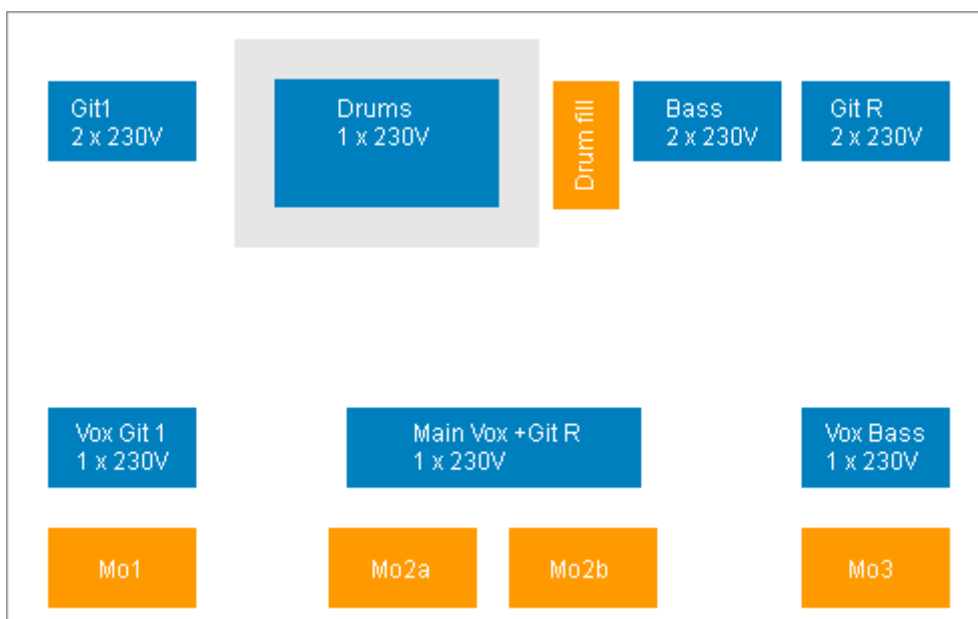 Git1
2 x 230V
Drums
1 x 230V
Drum fill
Bass
2 x 230V
Git R
2 x 230V
Vox Git 1
1 x 230V
Main Vox +Git R
1 x 230V
Vox Bass
1 x 230V
Mo1
Mo2a
Mo2b
Mo3